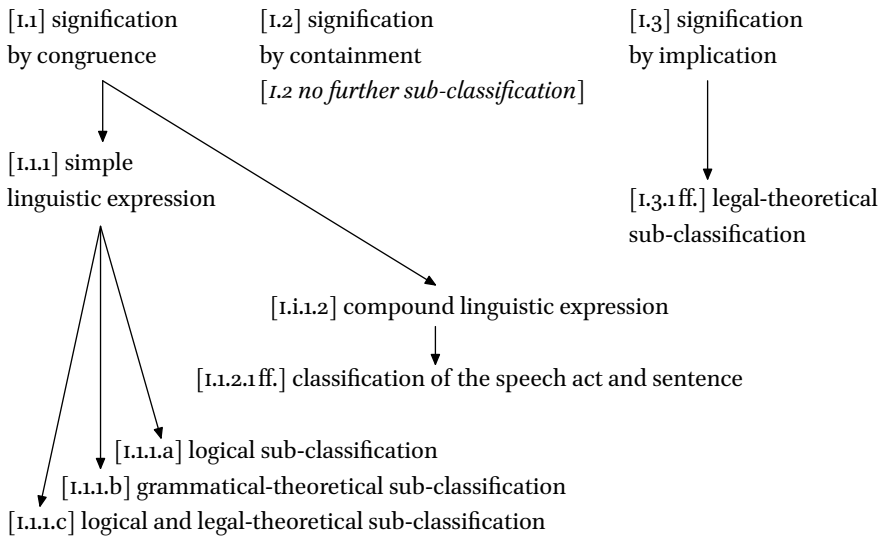 [I.1] signification
by congruence
[I.2] signification
by containment
[I.2 no further sub-classification]
[I.3] signification
by implication
[I.1.1] simple
linguistic expression
[I.3.1 ff.] legal-theoretical
sub-classification
[I.i.1.2] compound linguistic expression
[I.1.2.1 ff.] classification of the speech act and sentence
[I.1.1.a] logical sub-classification
[I.1.1.b] grammatical-theoretical sub-classification
[I.1.1.c] logical and legal-theoretical sub-classification